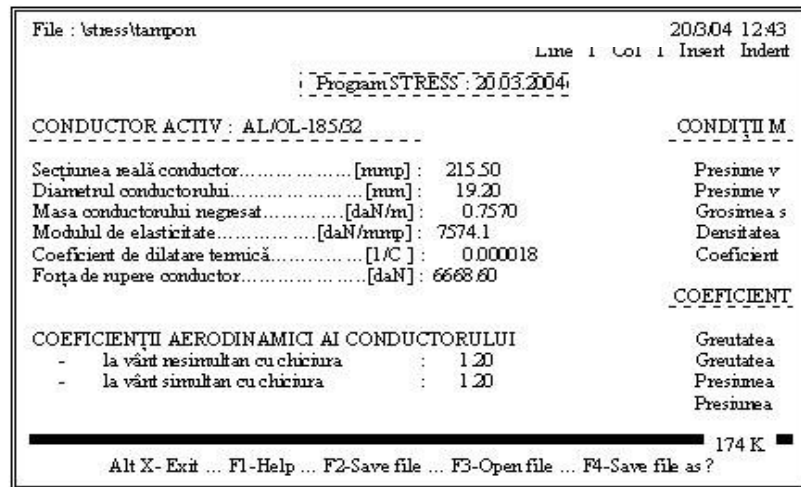 File : \stress\tampon 20/3/04 12:43
Line 1 Col 1 Insert Indent
Program STRESS : 20.03.2004
CONDUCTOR ACTIV : AL/OL-185/32 CONDIŢII M
Secţiunea reală conductor..................[mmp] : 215.50 Presiune v
Diametrul conductorului.....................[mm] : 19.20 Presiune v
Masa conductorului negresat.............[daN/m] : 0.7570 Grosimea s
Modulul de elasticitate................[daN/mmp] : 7574.1 Densitatea
Coeficient de dilatare termică...............[1/C ] : 0.000018 Coeficient
Forţa de rupere conductor.....................[daN] : 6668.60
COEFICIENT
COEFICIENŢII AERODINAMICI AI CONDUCTORULUI Greutatea
- la vânt nesimultan cu chiciura : 1.20 Greutatea
- la vânt simultan cu chiciura : 1.20 Presiunea
Presiunea
174 K
Alt X- Exit ... F1-Help ... F2-Save file ... F3-Open file ... F4-Save file as ?